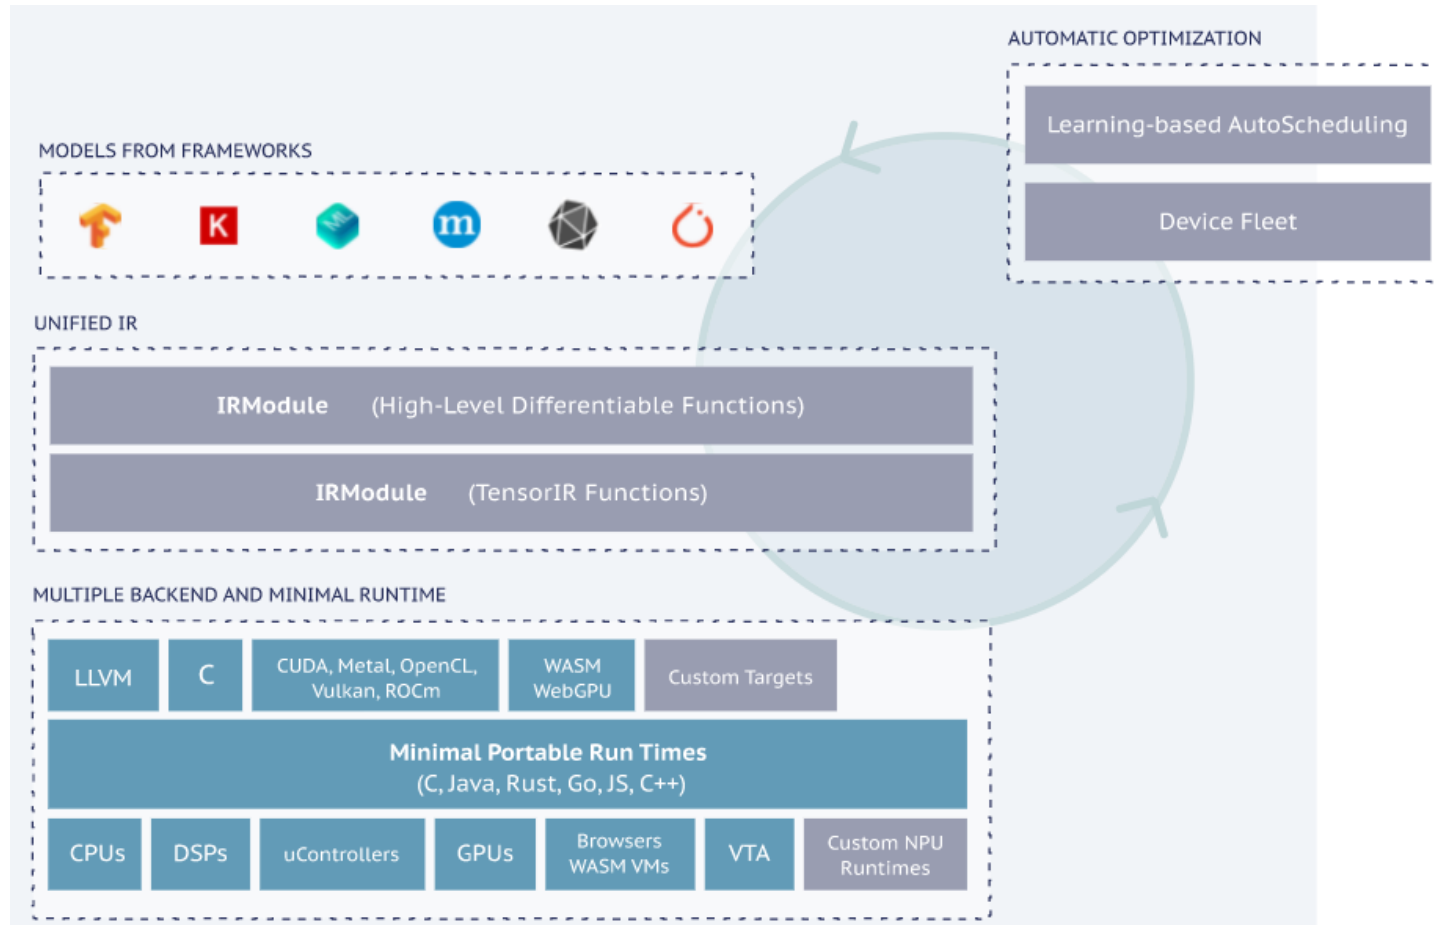 AUTOMATIC OPTIMIZATION
Learning-based AutoScheduling
Device Fleet
MODELS FROM FRAMEWORKS
K
ML
m
UNIFIED IR
IRModule (High-Level Differentiable Functions)
IRModule (TensorIR Functions)
MULTIPLE BACKEND AND MINIMAL RUNTIME
LLVM
C
CUDA, Metal, OpenCL,
Vulkan, ROCm
WASM
WebGPU
Custom Targets
Minimal Portable Run Times
(C, Java, Rust, Go, JS, C++)
CPUs
DSPs
uControllers
GPUs
Browsers
WASM VMs
VTA
Custom NPU
Runtimes